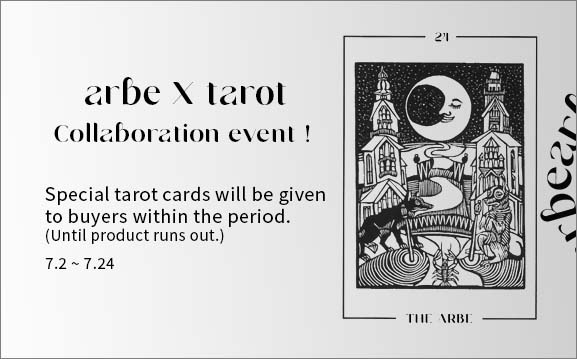 arbe X tarot
Collaboration event !
Special tarot cards will be given
to buyers within the period.
(Until product runs out.)
7.2 ~ 7.24
24
THE ARBE